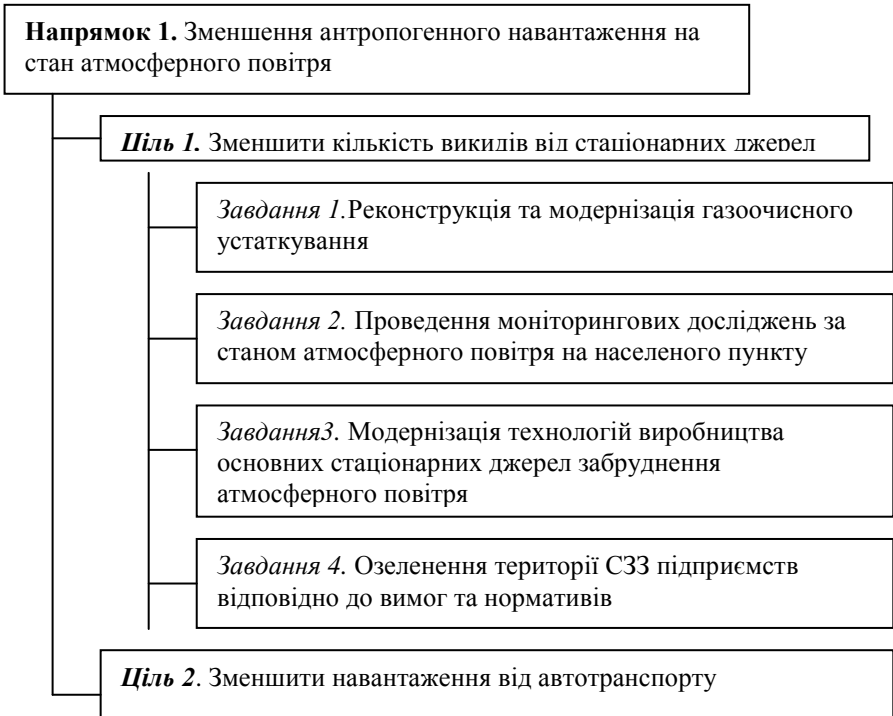 Напрямок 1. Зменшення антропогенного навантаження на
стан атмосферного повітря
Ціль 1. Зменшити кількість викидів від стаціонарних джерел
Завдання 1.Реконструкція та модернізація газоочисного
устаткування
Завдання 2. Проведення моніторингових досліджень за
станом атмосферного повітря на населеного пункту
Завдання3. Модернізація технологій виробництва
основних стаціонарних джерел забруднення
атмосферного повітря
Завдання 4. Озеленення території СЗЗ підприємств
відповідно до вимог та нормативів
Ціль 2. Зменшити навантаження від автотранспорту